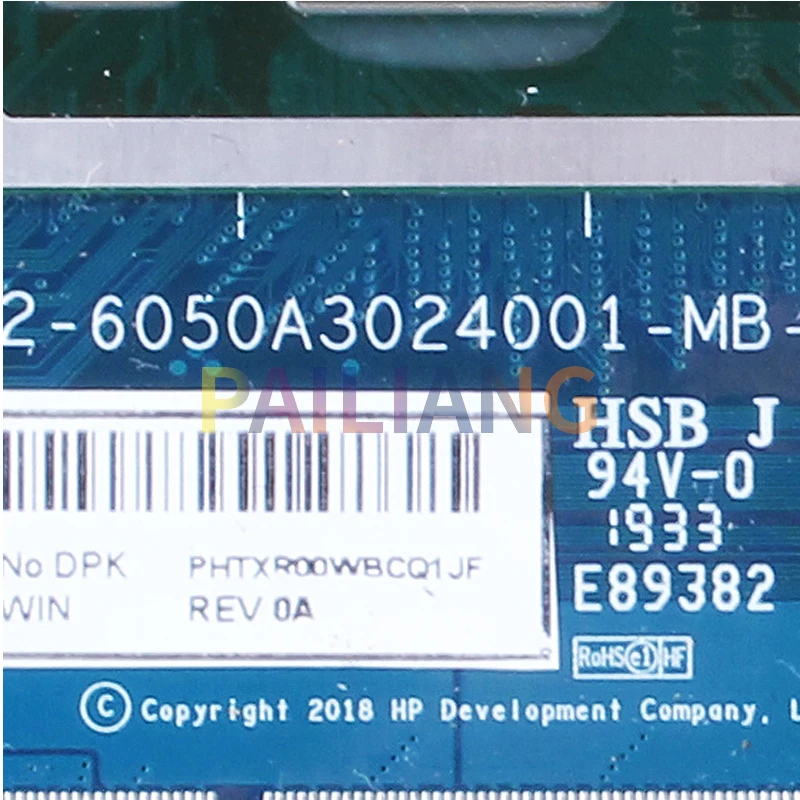 2-6050A3024001-MB-
PAILIANG
HSB J
94V-0
1933
E89382
No DPK PHTXR00WBCQ1JF
WIN REV 0A
RoHS e1 HF
© Copyright 2018 HP Development Company, L